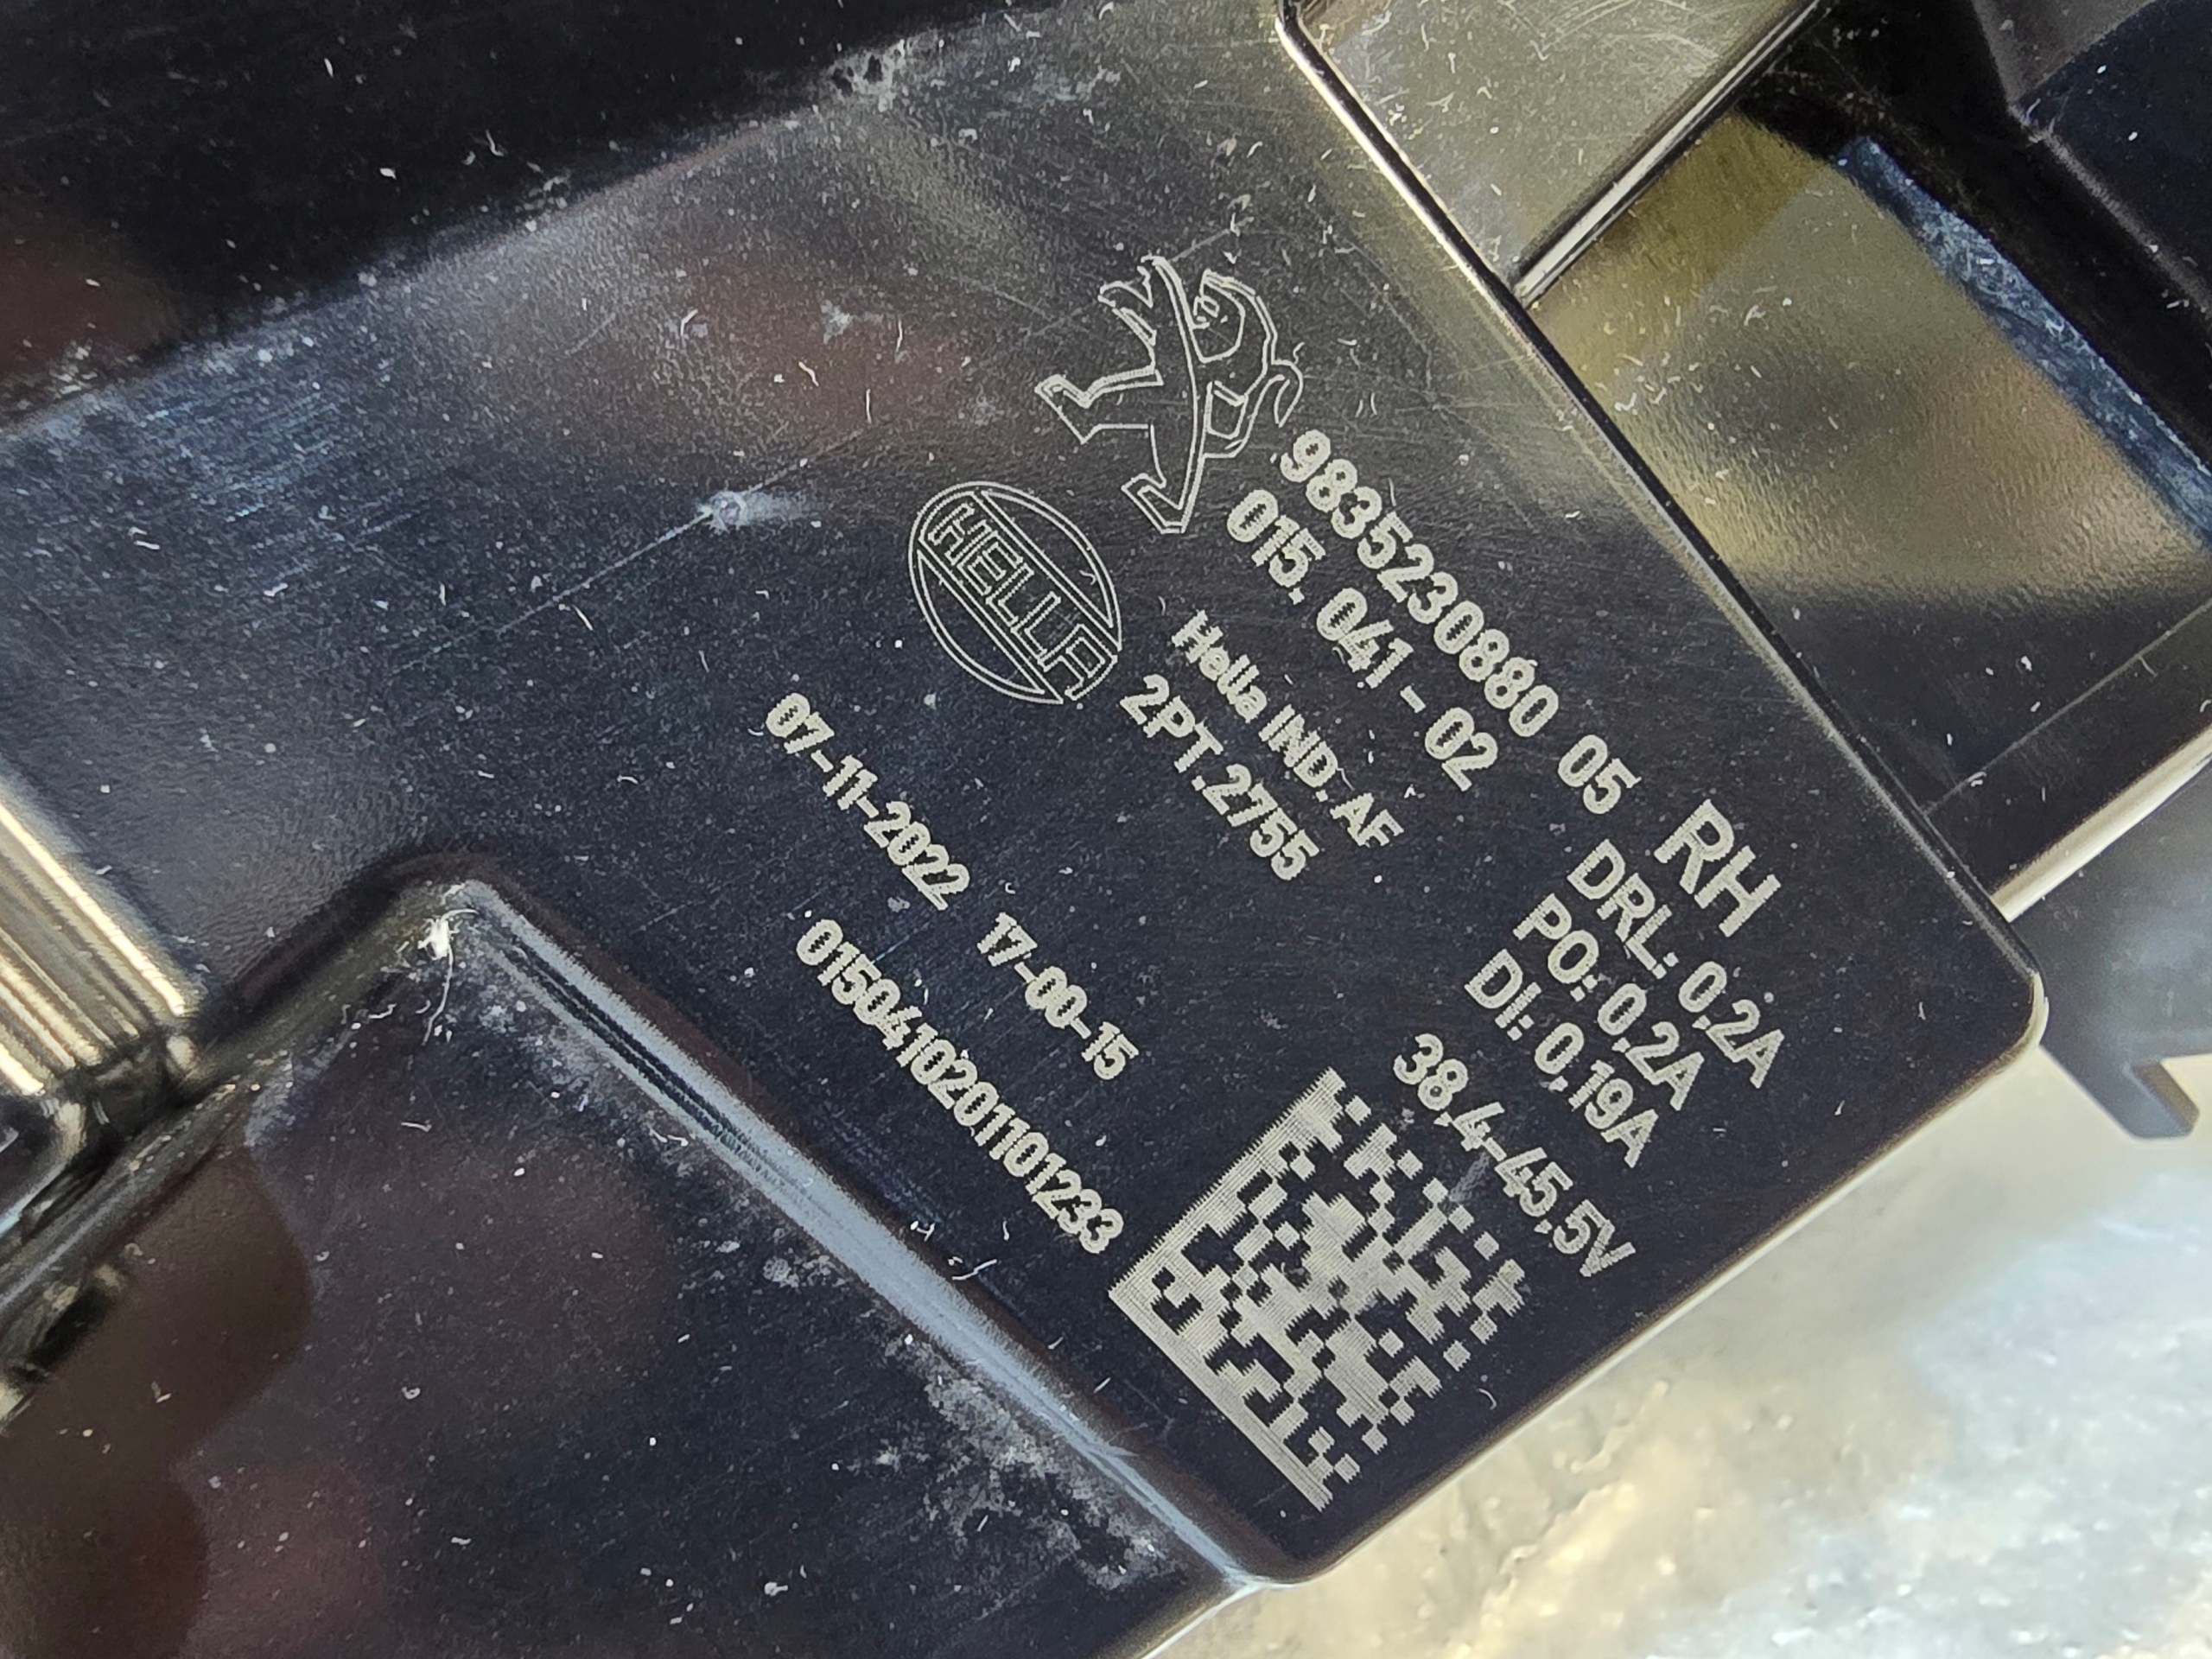 9835230880 05 RH
015. 041 - 02
DRL: 0,2A
PO: 0,2A
DI: 0,19A
38,4-45,5V
HELLA
Hella IND. AF
2PT.2755
07-11-2022 17-00-15
01504102011101233